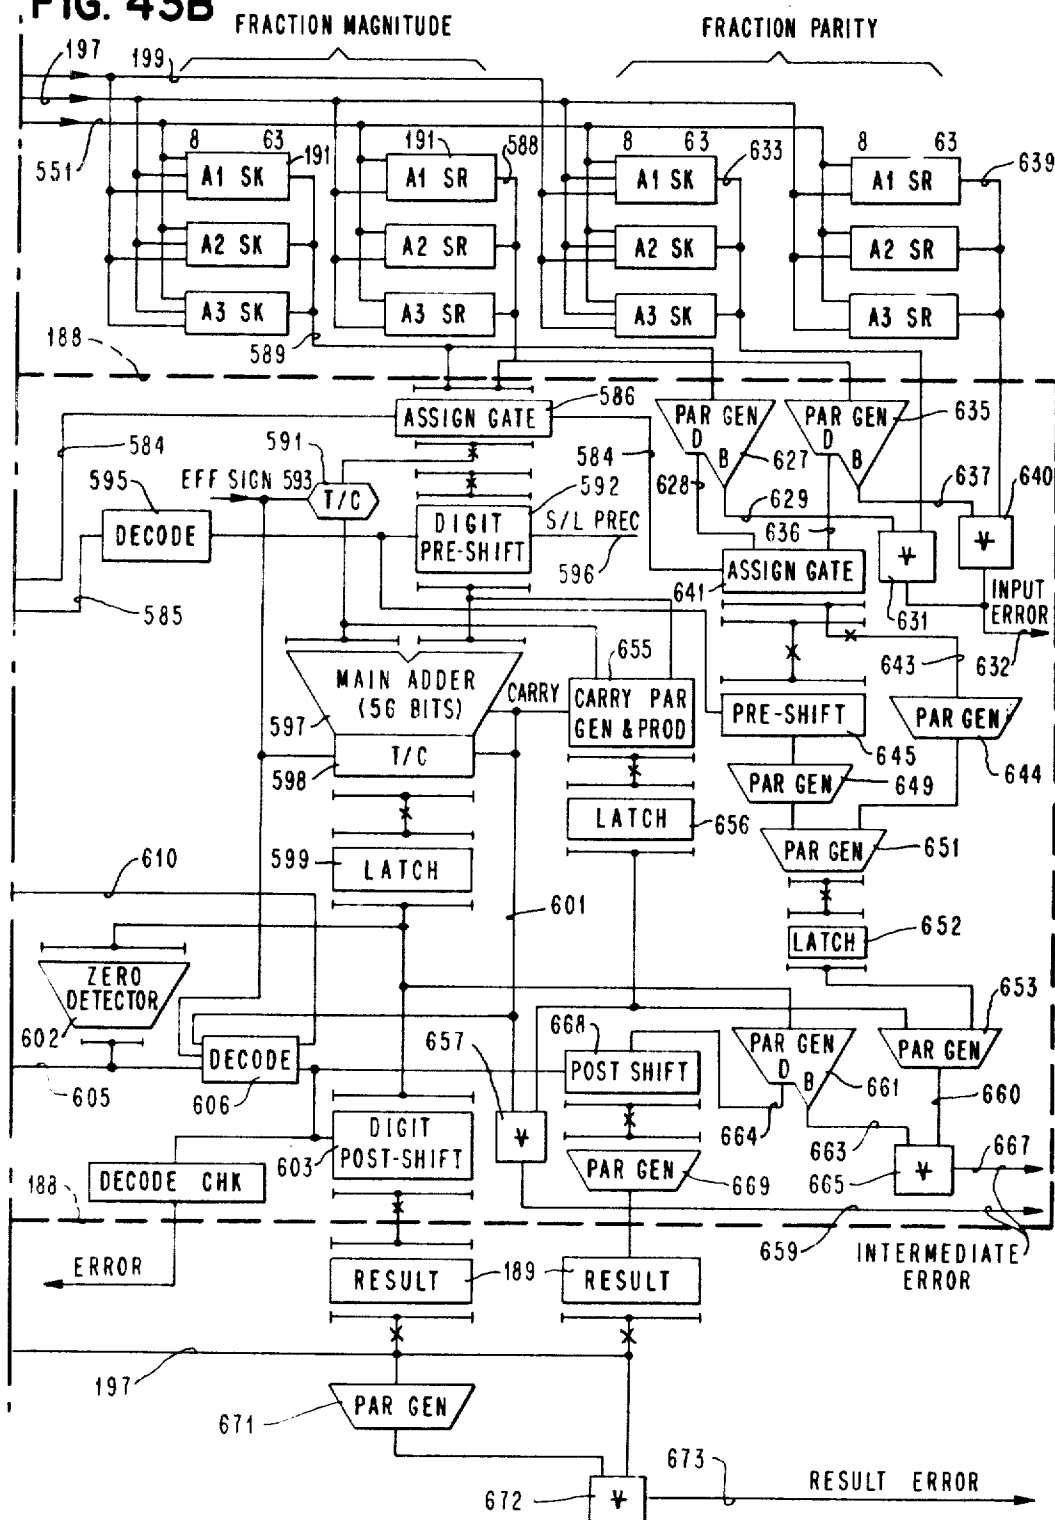 FIG. 43B
FRACTION MAGNITUDE
FRACTION PARITY
197
199
551
8 63
191
191
588
8 63
633
8 63
639
A1 SK
A1 SR
A1 SK
A1 SR
A2 SK
A2 SR
A2 SK
A2 SR
A3 SK
A3 SR
A3 SK
A3 SR
188
589
586
ASSIGN GATE
PAR GEN
D
B
PAR GEN
D
B
635
584
591
584
627
637
640
595
EFF SIGN 593
T/C
592
628
629
DECODE
DIGIT
PRE-SHIFT
S/L PREC
596
636
ASSIGN GATE
641
631
INPUT
ERROR
632
585
655
643
MAIN ADDER
(56 BITS)
CARRY
CARRY PAR
GEN & PROD
PRE-SHIFT
PAR GEN
597
645
T/C
598
PAR GEN
649
644
LATCH
656
PAR GEN
651
599
LATCH
610
601
LATCH
652
ZERO
DETECTOR
653
602
657
668
PAR GEN
D
B
PAR GEN
DECODE
POST SHIFT
661
605
606
664
660
DIGIT
POST-SHIFT
603
663
667
DECODE CHK
PAR GEN
669
665
188
659
INTERMEDIATE
ERROR
ERROR
RESULT
189
RESULT
197
PAR GEN
671
673
RESULT ERROR
672